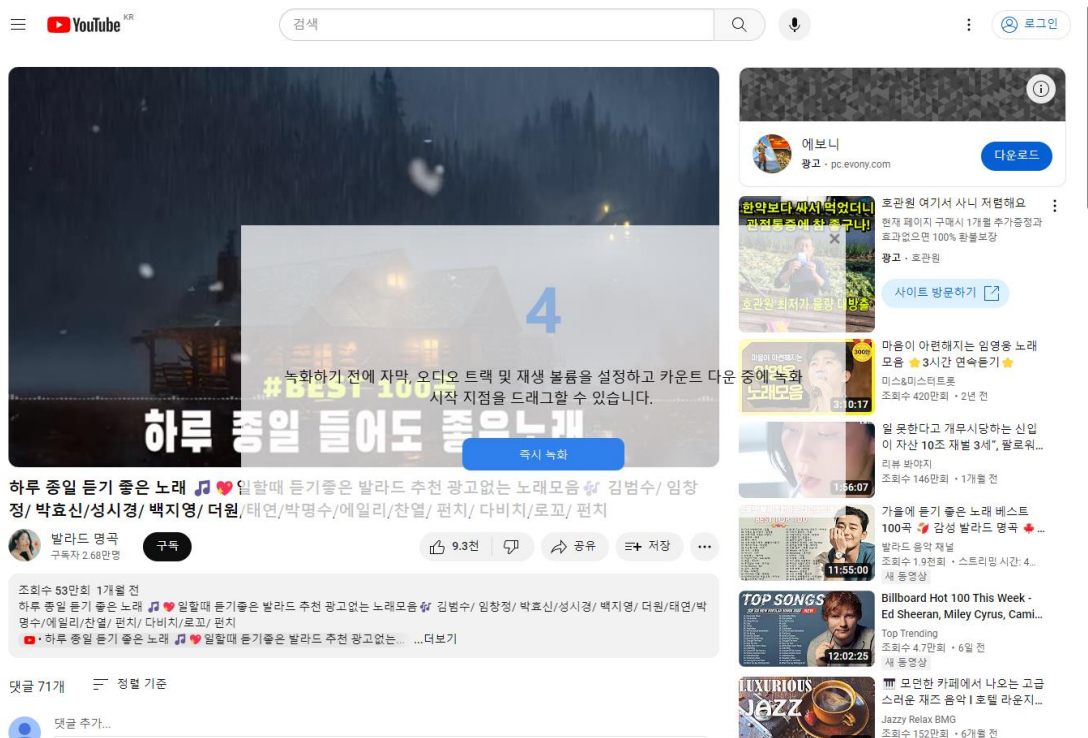 YouTube KR
검색
로그인
에보니
광고 · pc.evony.com
다운로드
#BEST 100곡
하루 종일 들어도 좋은노래
4
녹화하기 전에 자막, 오디오 트랙 및 재생 볼륨을 설정하고 카운트 다운 중에 녹화
시작 지점을 드래그할 수 있습니다.
즉시 녹화
하루 종일 듣기 좋은 노래 🎵 💖 일할때 듣기좋은 발라드 추천 광고없는 노래모음🎶 김범수/ 임창
정/ 박효신/성시경/ 백지영/ 더원/태연/박명수/에일리/찬열/ 펀치/ 다비치/로꼬/ 펀치
발라드 명곡
구독자 2.68만명
구독
9.3천
공유
저장
조회수 53만회 1개월 전
하루 종일 듣기 좋은 노래 🎵 💖 일할때 듣기좋은 발라드 추천 광고없는 노래모음🎶 김범수/ 임창정/ 박효신/성시경/ 백지영/ 더원/태연/박
명수/에일리/찬열/ 펀치/ 다비치/로꼬/ 펀치
• 하루 종일 듣기 좋은 노래 🎵 💖 일할때 듣기좋은 발라드 추천 광고없는... ...더보기
댓글 71개
정렬 기준
댓글 추가...
한약보다 싸서 먹었더니
관절통증에 참 좋구나!
호관원 최저가 물량 대방출
호관원 여기서 사니 저렴해요
현재 페이지 구매시 1개월 추가증정과
효과없으면 100% 환불보장
광고 · 호관원
사이트 방문하기
마음이 아련해지는
300만
임영웅
노래모음
3:10:17
마음이 아련해지는 임영웅 노래
모음 ⭐3시간 연속듣기⭐
미스&미스터트롯
조회수 420만회 • 2년 전
1:56:07
일 못한다고 개무시당하는 신입
이 자산 10조 재벌 3세", 팔로워...
리뷰 봐야지
조회수 146만회 • 1개월 전
BEST HOT 100
11:55:00
가을에 듣기 좋은 노래 베스트
100곡 🍂 감성 발라드 명곡 🍁 ...
발라드 음악 채널
조회수 1.9천회 • 스트리밍 시간: 4...
새 동영상
TOP SONGS
12:02:25
Billboard Hot 100 This Week -
Ed Sheeran, Miley Cyrus, Cami...
Top Trending
조회수 4.7만회 • 6일 전
새 동영상
LUXURIOUS
JAZZ
🎹 모던한 카페에서 나오는 고급
스러운 재즈 음악 l 호텔 라운지...
Jazzy Relax BMG
조회수 152만회 • 6개월 전